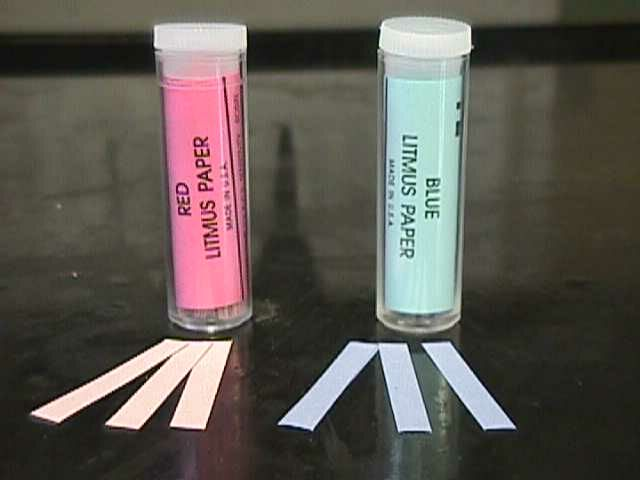 RED
LITMUS PAPER
MADE IN U.S.A.
BLUE
LITMUS PAPER
MADE IN U.S.A.